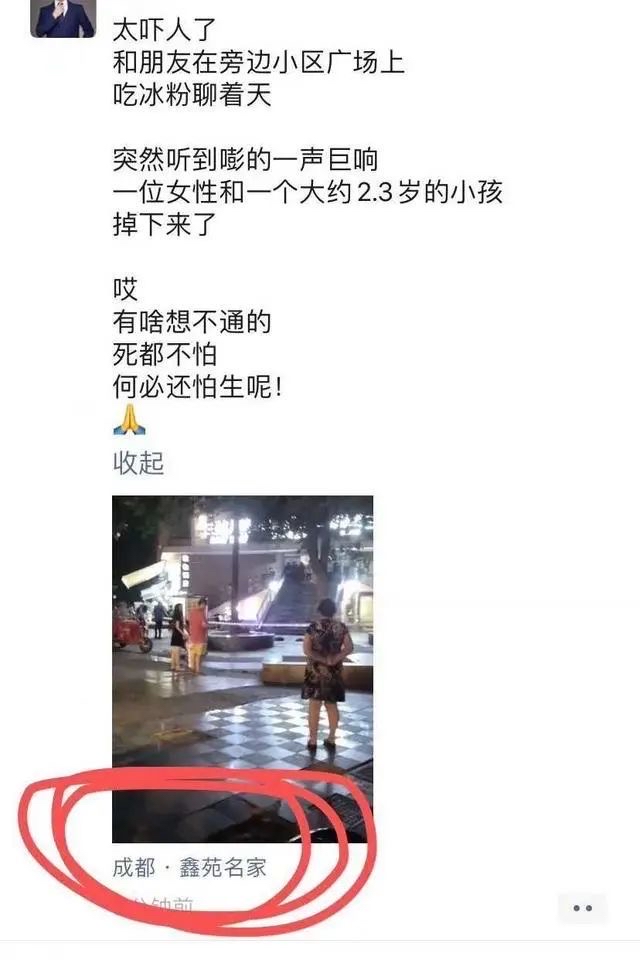 太吓人了
和朋友在旁边小区广场上
吃冰粉聊着天
突然听到嘭的一声巨响
一位女性和一个大约2.3岁的小孩
掉下来了
哎
有啥想不通的
死都不怕
何必还怕生呢!
🙏
收起
成都·鑫苑名家
分钟前